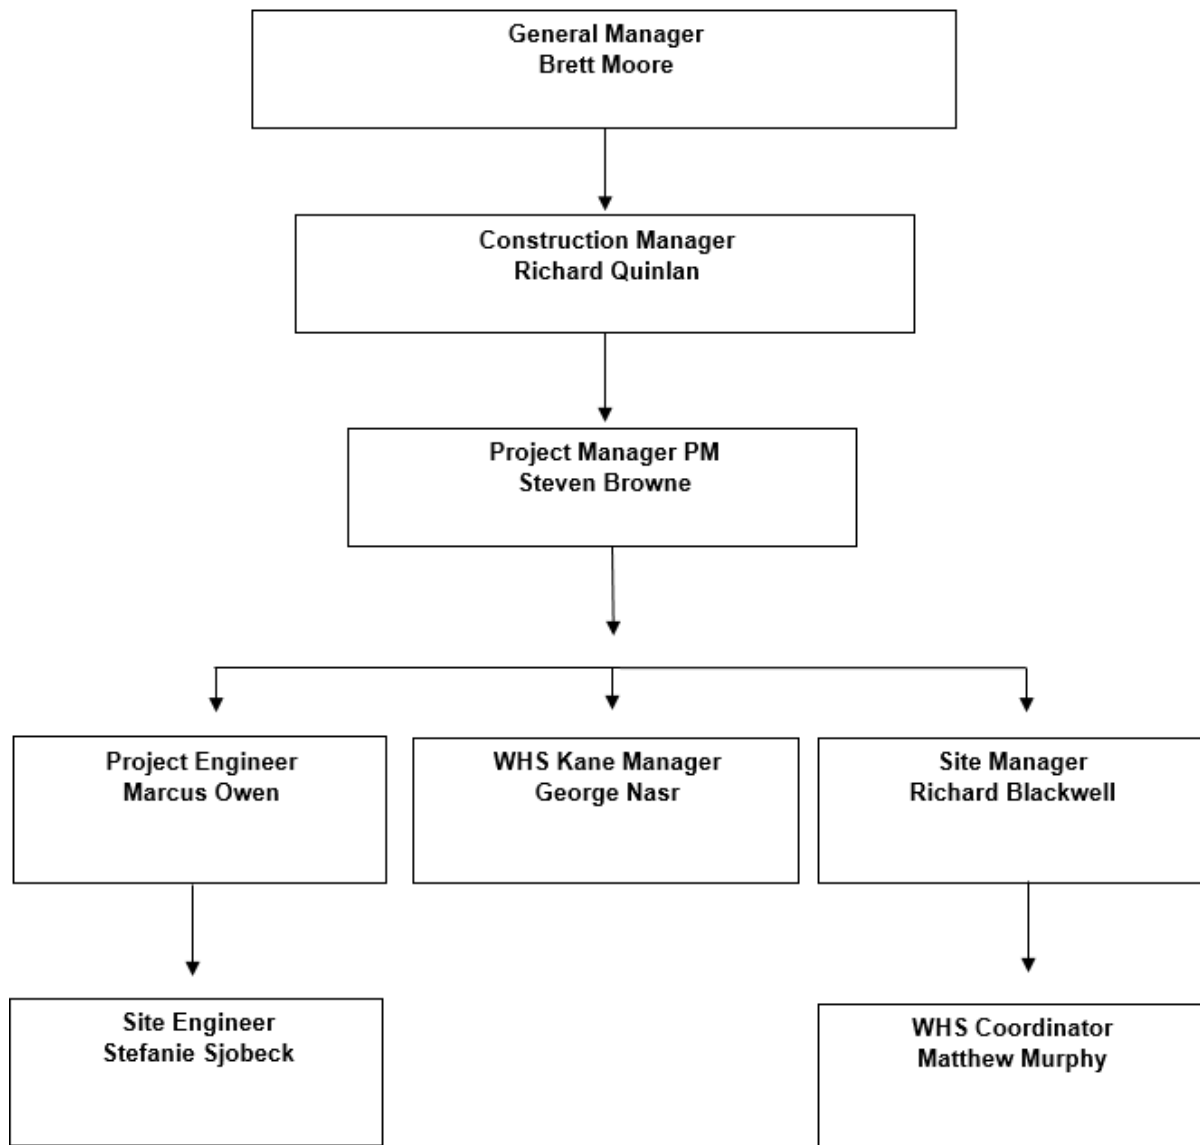 General Manager
Brett Moore
Construction Manager
Richard Quinlan
Project Manager PM
Steven Browne
Project Engineer
Marcus Owen
WHS Kane Manager
George Nasr
Site Manager
Richard Blackwell
Site Engineer
Stefanie Sjobeck
WHS Coordinator
Matthew Murphy